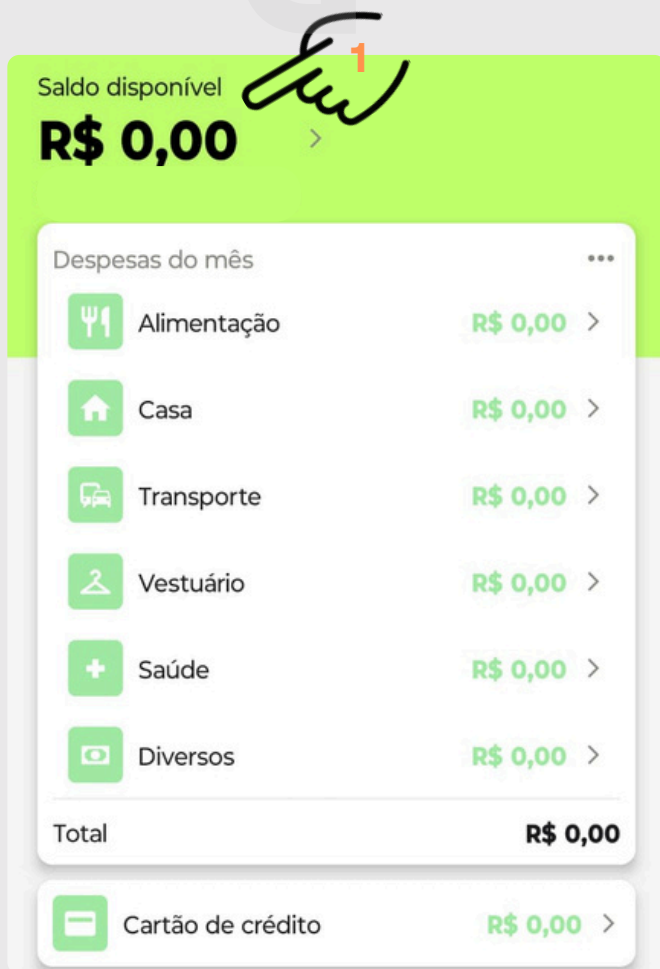 1
Saldo disponível
R$ 0,00
Despesas do mês
Alimentação R$ 0,00
Casa R$ 0,00
Transporte R$ 0,00
Vestuário R$ 0,00
Saúde R$ 0,00
Diversos R$ 0,00
Total R$ 0,00
Cartão de crédito R$ 0,00